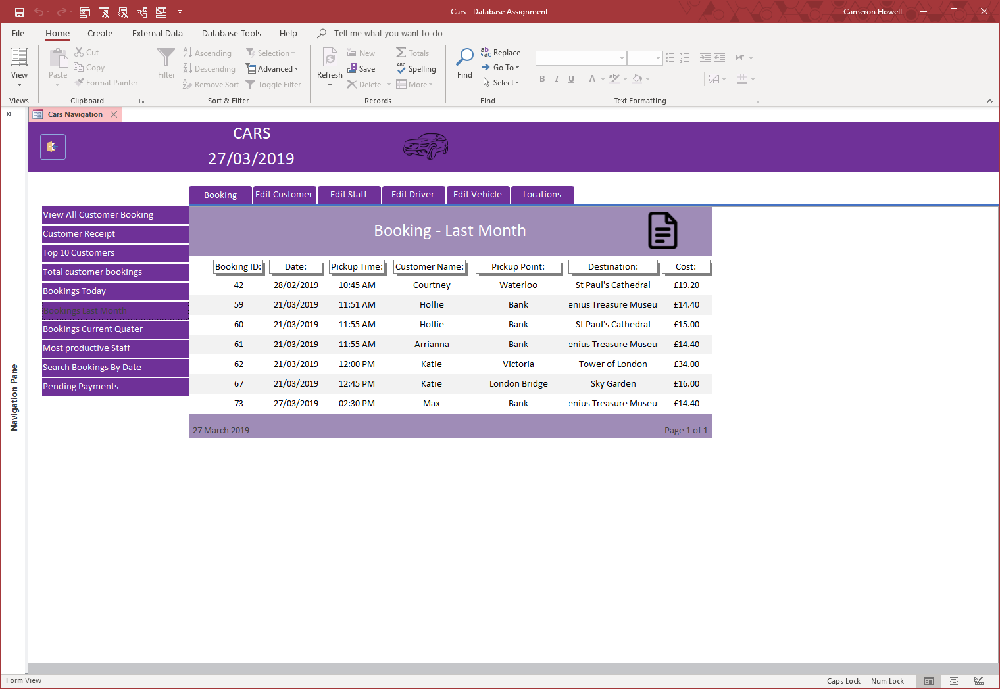 Cars - Database Assignment
Cameron Howell
File Home Create External Data Database Tools Help Tell me what you want to do
View
Views
Paste
Cut
Copy
Format Painter
Clipboard
Filter
Ascending
Descending
Remove Sort
Selection
Advanced
Toggle Filter
Sort & Filter
Refresh
New
Save
Delete
Totals
Spelling
More
Records
Find
Replace
Go To
Select
Find
B I U A
Text Formatting
Cars Navigation
CARS
27/03/2019
Booking Edit Customer Edit Staff Edit Driver Edit Vehicle Locations
Navigation Pane
View All Customer Booking
Customer Receipt
Top 10 Customers
Total customer bookings
Bookings Today
Bookings Last Month
Bookings Current Quater
Most productive Staff
Search Bookings By Date
Pending Payments
Booking - Last Month
Booking ID: Date: Pickup Time: Customer Name: Pickup Point: Destination: Cost:
42 28/02/2019 10:45 AM Courtney Waterloo St Paul's Cathedral £19.20
59 21/03/2019 11:51 AM Hollie Bank enius Treasure Museu £14.40
60 21/03/2019 11:55 AM Hollie Bank St Paul's Cathedral £15.00
61 21/03/2019 11:55 AM Arrianna Bank enius Treasure Museu £14.40
62 21/03/2019 12:00 PM Katie Victoria Tower of London £34.00
67 21/03/2019 12:45 PM Katie London Bridge Sky Garden £16.00
73 27/03/2019 02:30 PM Max Bank enius Treasure Museu £14.40
27 March 2019 Page 1 of 1
Form View Caps Lock Num Lock